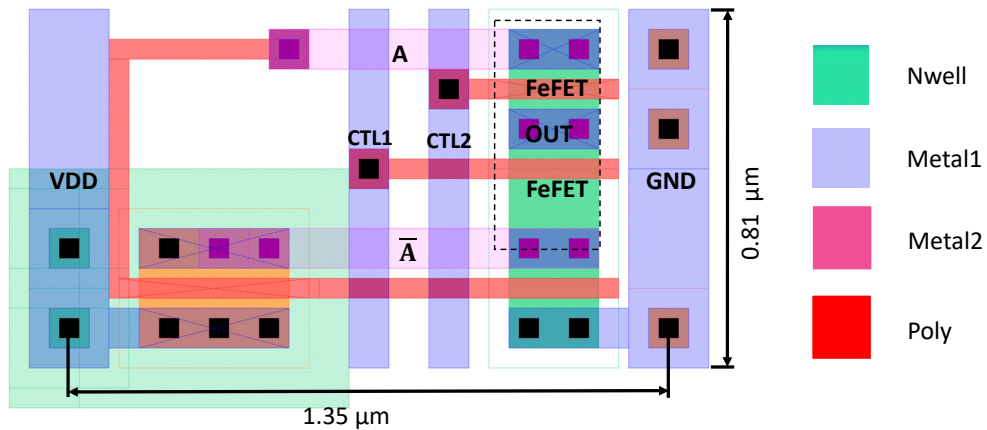 A
FeFET
CTL1
CTL2
OUT
VDD
FeFET
GND
A̅
1.35 μm
0.81 μm
Nwell
Metal1
Metal2
Poly